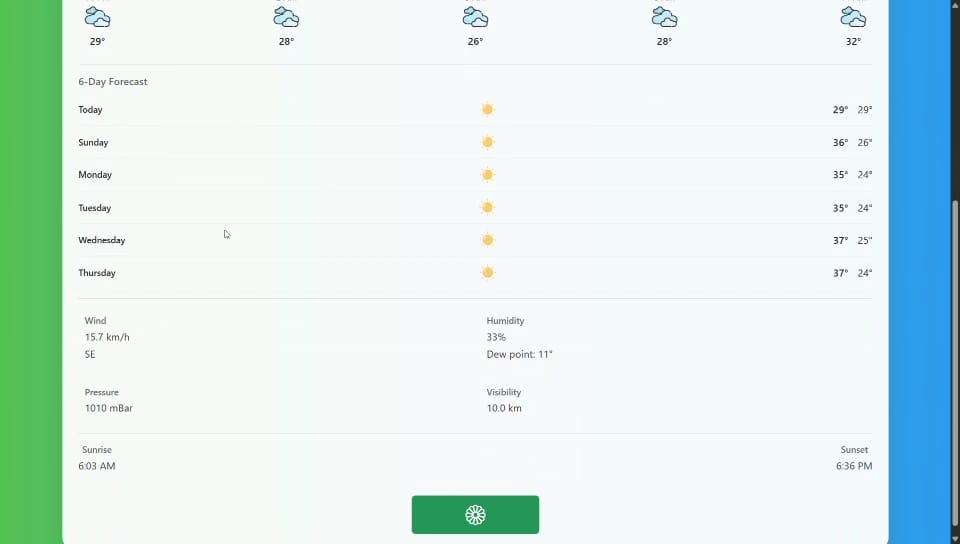 29° 28° 26° 28° 32°
6-Day Forecast
Today 29° 29°
Sunday 36° 26°
Monday 35° 24°
Tuesday 35° 24°
Wednesday 37° 25°
Thursday 37° 24°
Wind Humidity
15.7 km/h 33%
SE Dew point: 11°
Pressure Visibility
1010 mBar 10.0 km
Sunrise Sunset
6:03 AM 6:36 PM